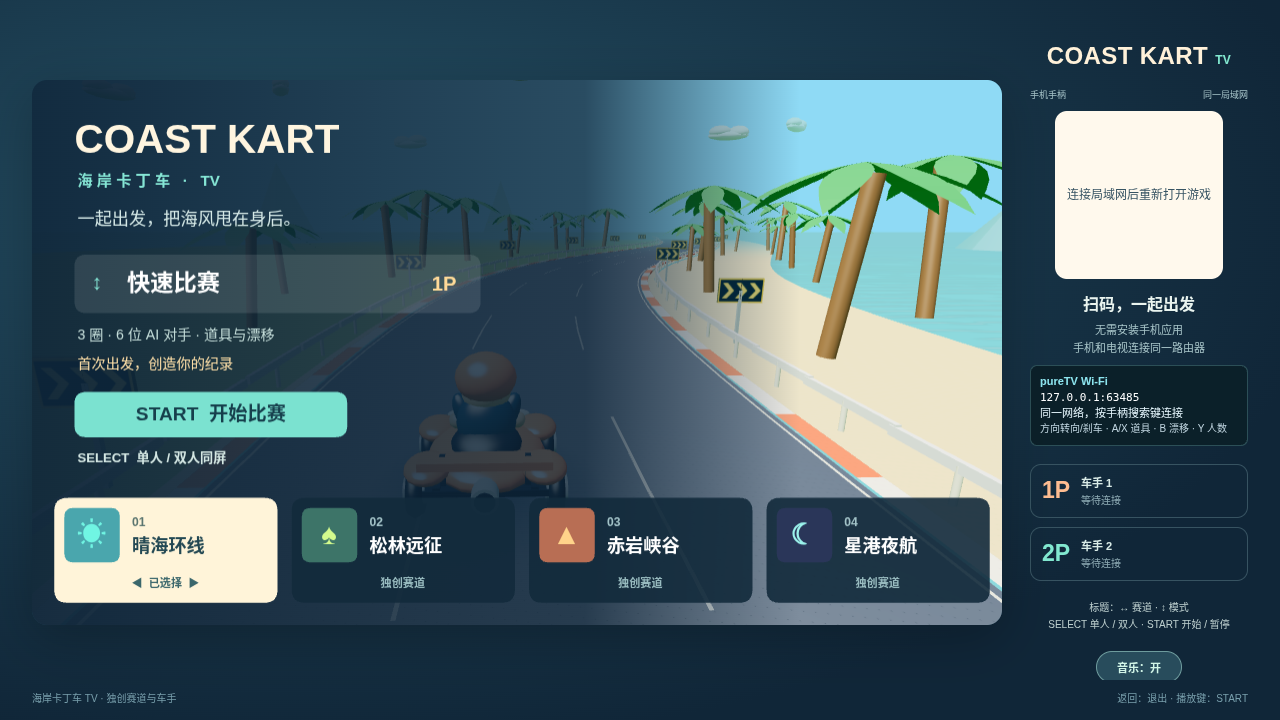 COAST KART
海岸卡丁车 · TV
一起出发，把海风甩在身后。
↕ 快速比赛 1P
3 圈 · 6 位 AI 对手 · 道具与漂移
首次出发，创造你的纪录
START 开始比赛
SELECT 单人 / 双人同屏
01
晴海环线
◀ 已选择 ▶
02
松林远征
独创赛道
03
赤岩峡谷
独创赛道
04
星港夜航
独创赛道
COAST KART TV
手机手柄 同一局域网
连接局域网后重新打开游戏
扫码，一起出发
无需安装手机应用
手机和电视连接同一路由器
pureTV Wi-Fi
127.0.0.1:63485
同一网络，按手柄搜索键连接
方向转向/刹车 · A/X 道具 · B 漂移 · Y 人数
1P 车手 1
等待连接
2P 车手 2
等待连接
标题：↔ 赛道 · ↕ 模式
SELECT 单人 / 双人 · START 开始 / 暂停
音乐：开
海岸卡丁车 TV · 独创赛道与车手
返回：退出 · 播放键：START